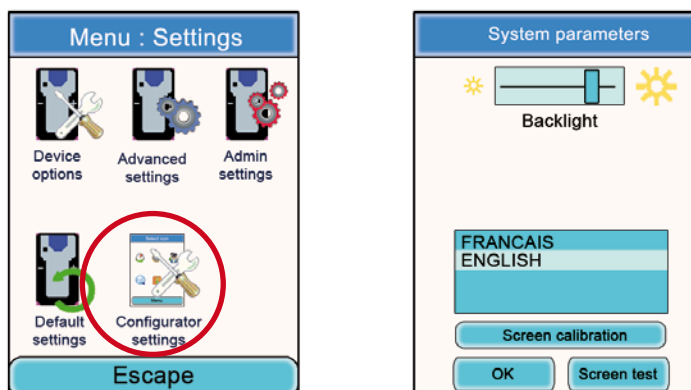 Menu : Settings
Device
options
Advanced
settings
Admin
settings
Default
settings
Configurator
settings
Escape
System parameters
Backlight
FRANCAIS
ENGLISH
Screen calibration
OK
Screen test